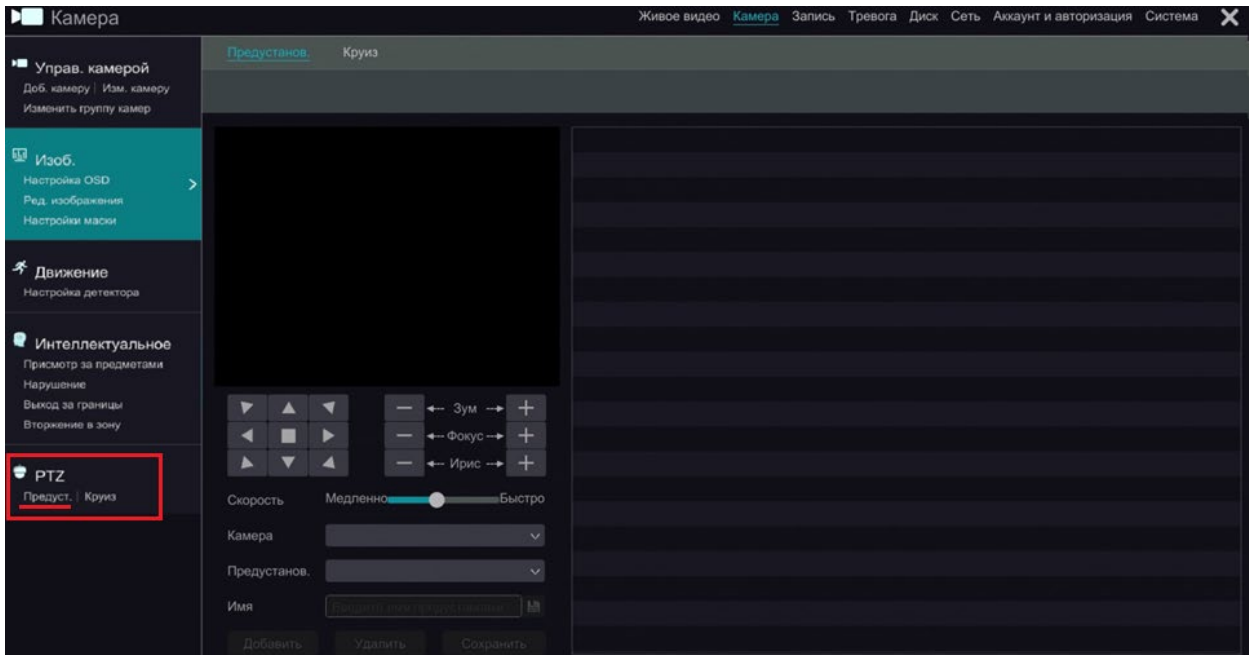 Камера
Живое видео Камера Запись Тревога Диск Сеть Аккаунт и авторизация Система
Предустанов. Круиз
Управ. камерой
Доб. камеру | Изм. камеру
Изменить группу камер
Изоб.
Настройка OSD
Ред. изображения
Настройки маски
Движение
Настройка детектора
Интеллектуальное
Присмотр за предметами
Нарушение
Выход за границы
Вторжение в зону
PTZ
Предуст. | Круиз
Зум
Фокус
Ирис
Скорость Медленно Быстро
Камера
Предустанов.
Имя
Добавить Удалить Сохранить